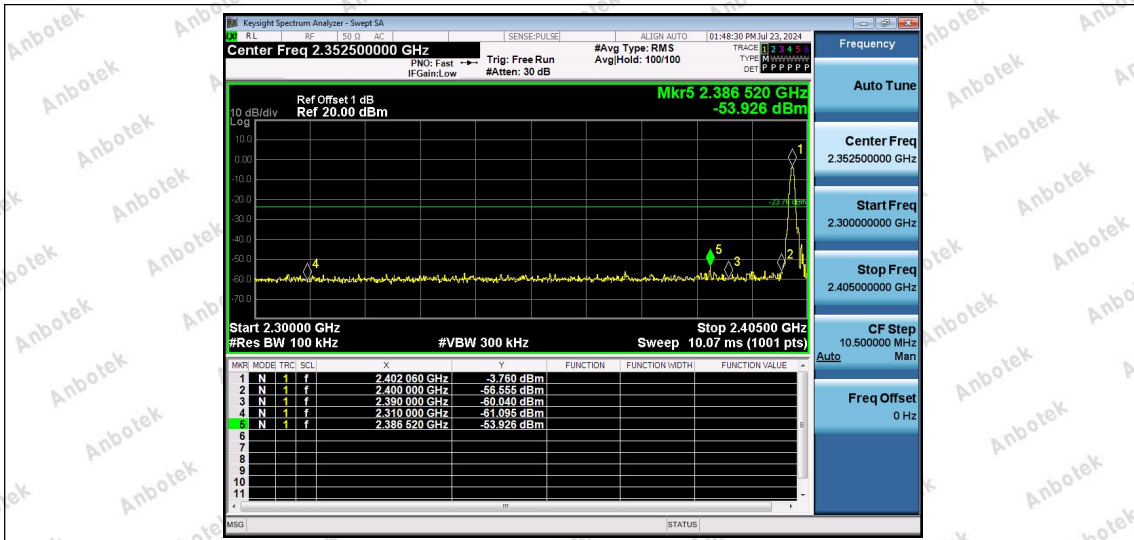 Keysight Spectrum Analyzer - Swept SA
RL RF 50 Ω AC SENSE:PULSE ALIGN AUTO 01:48:30 PM Jul 23, 2024
Center Freq 2.352500000 GHz
PNO: Fast
IFGain:Low
Trig: Free Run
#Atten: 30 dB
#Avg Type: RMS
Avg|Hold: 100/100
TRACE 1 2 3 4 5 6
TYPE M WWWWW
DET P P P P P P
Mkr5 2.386 520 GHz
-53.926 dBm
Ref Offset 1 dB
10 dB/div Ref 20.00 dBm
Log
10.0
0.00
-10.0
-20.0
-30.0
-40.0
-50.0
-60.0
-70.0
1
2
3
4
5
Start 2.30000 GHz Stop 2.40500 GHz
#Res BW 100 kHz #VBW 300 kHz Sweep 10.07 ms (1001 pts)
MKR MODE TRC SCL X Y FUNCTION FUNCTION WIDTH FUNCTION VALUE
1 N 1 f 2.402 060 GHz -3.760 dBm
2 N 1 f 2.400 000 GHz -56.555 dBm
3 N 1 f 2.390 000 GHz -60.040 dBm
4 N 1 f 2.310 000 GHz -61.095 dBm
5 N 1 f 2.386 520 GHz -53.926 dBm
6
7
8
9
10
11
MSG STATUS
Frequency
Auto Tune
Center Freq
2.352500000 GHz
Start Freq
2.300000000 GHz
Stop Freq
2.405000000 GHz
CF Step
10.500000 MHz
Auto Man
Freq Offset
0 Hz
Anbotek